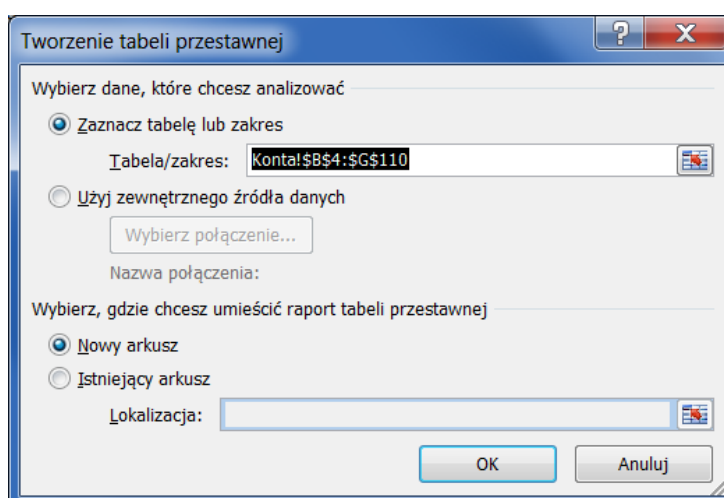 Tworzenie tabeli przestawnej
Wybierz dane, które chcesz analizować
Zaznacz tabelę lub zakres
Tabela/zakres: Konta!$B$4:$G$110
Użyj zewnętrznego źródła danych
Wybierz połączenie...
Nazwa połączenia:
Wybierz, gdzie chcesz umieścić raport tabeli przestawnej
Nowy arkusz
Istniejący arkusz
Lokalizacja:
OK Anuluj